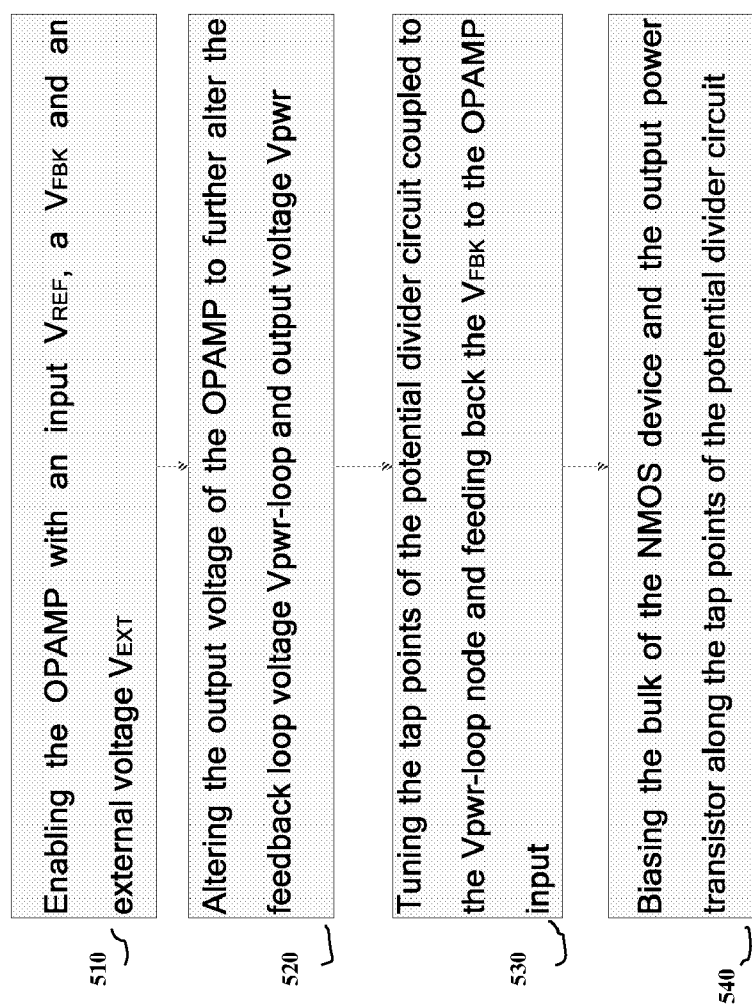 510
Enabling the OPAMP with an input VREF, a VFBK and an
external voltage VEXT
520
Altering the output voltage of the OPAMP to further alter the
feedback loop voltage Vpwr-loop and output voltage Vpwr
530
Tuning the tap points of the potential divider circuit coupled to
the Vpwr-loop node and feeding back the VFBK to the OPAMP
input
540
Biasing the bulk of the NMOS device and the output power
transistor along the tap points of the potential divider circuit